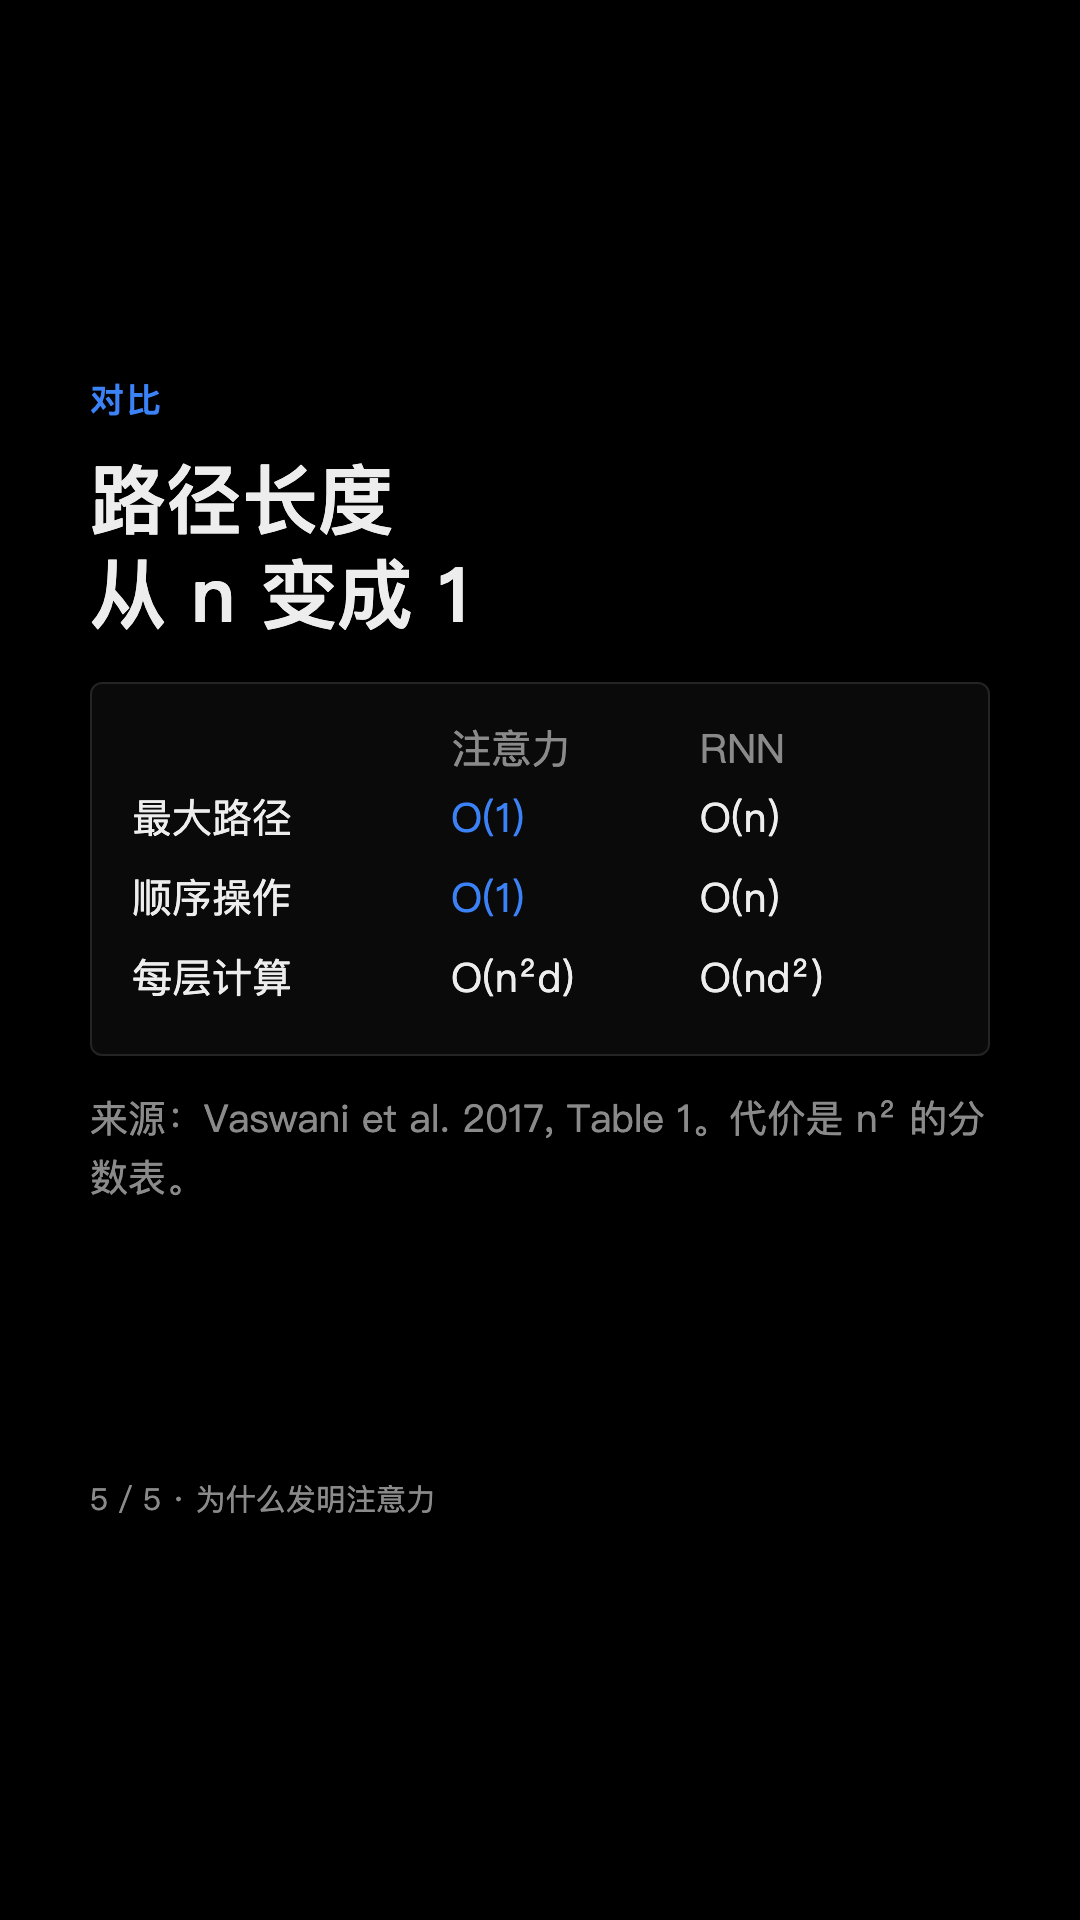 对比
路径长度
从 n 变成 1
注意力 RNN
最大路径 O(1) O(n)
顺序操作 O(1) O(n)
每层计算 O(n²d) O(nd²)
来源：Vaswani et al. 2017, Table 1。代价是 n² 的分
数表。
5 / 5 · 为什么发明注意力